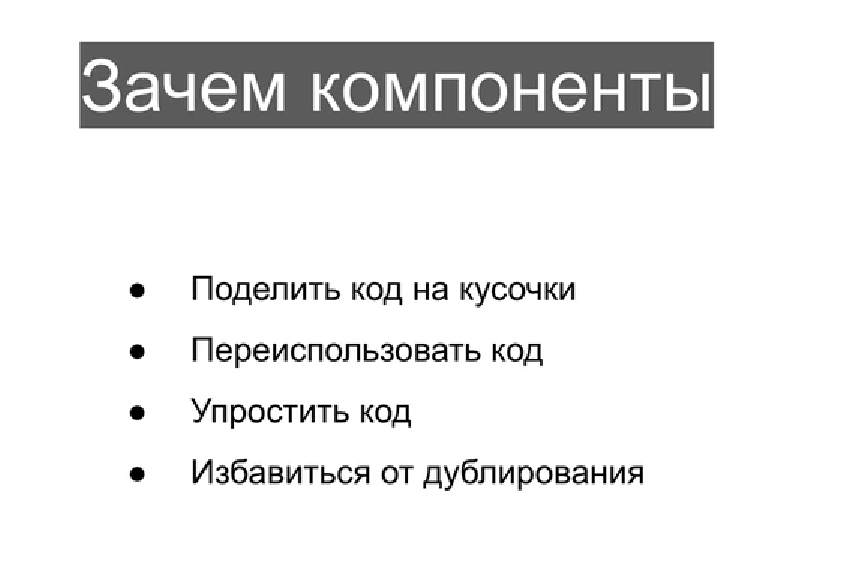 Зачем компоненты
● Поделить код на кусочки
● Переиспользовать код
● Упростить код
● Избавиться от дублирования